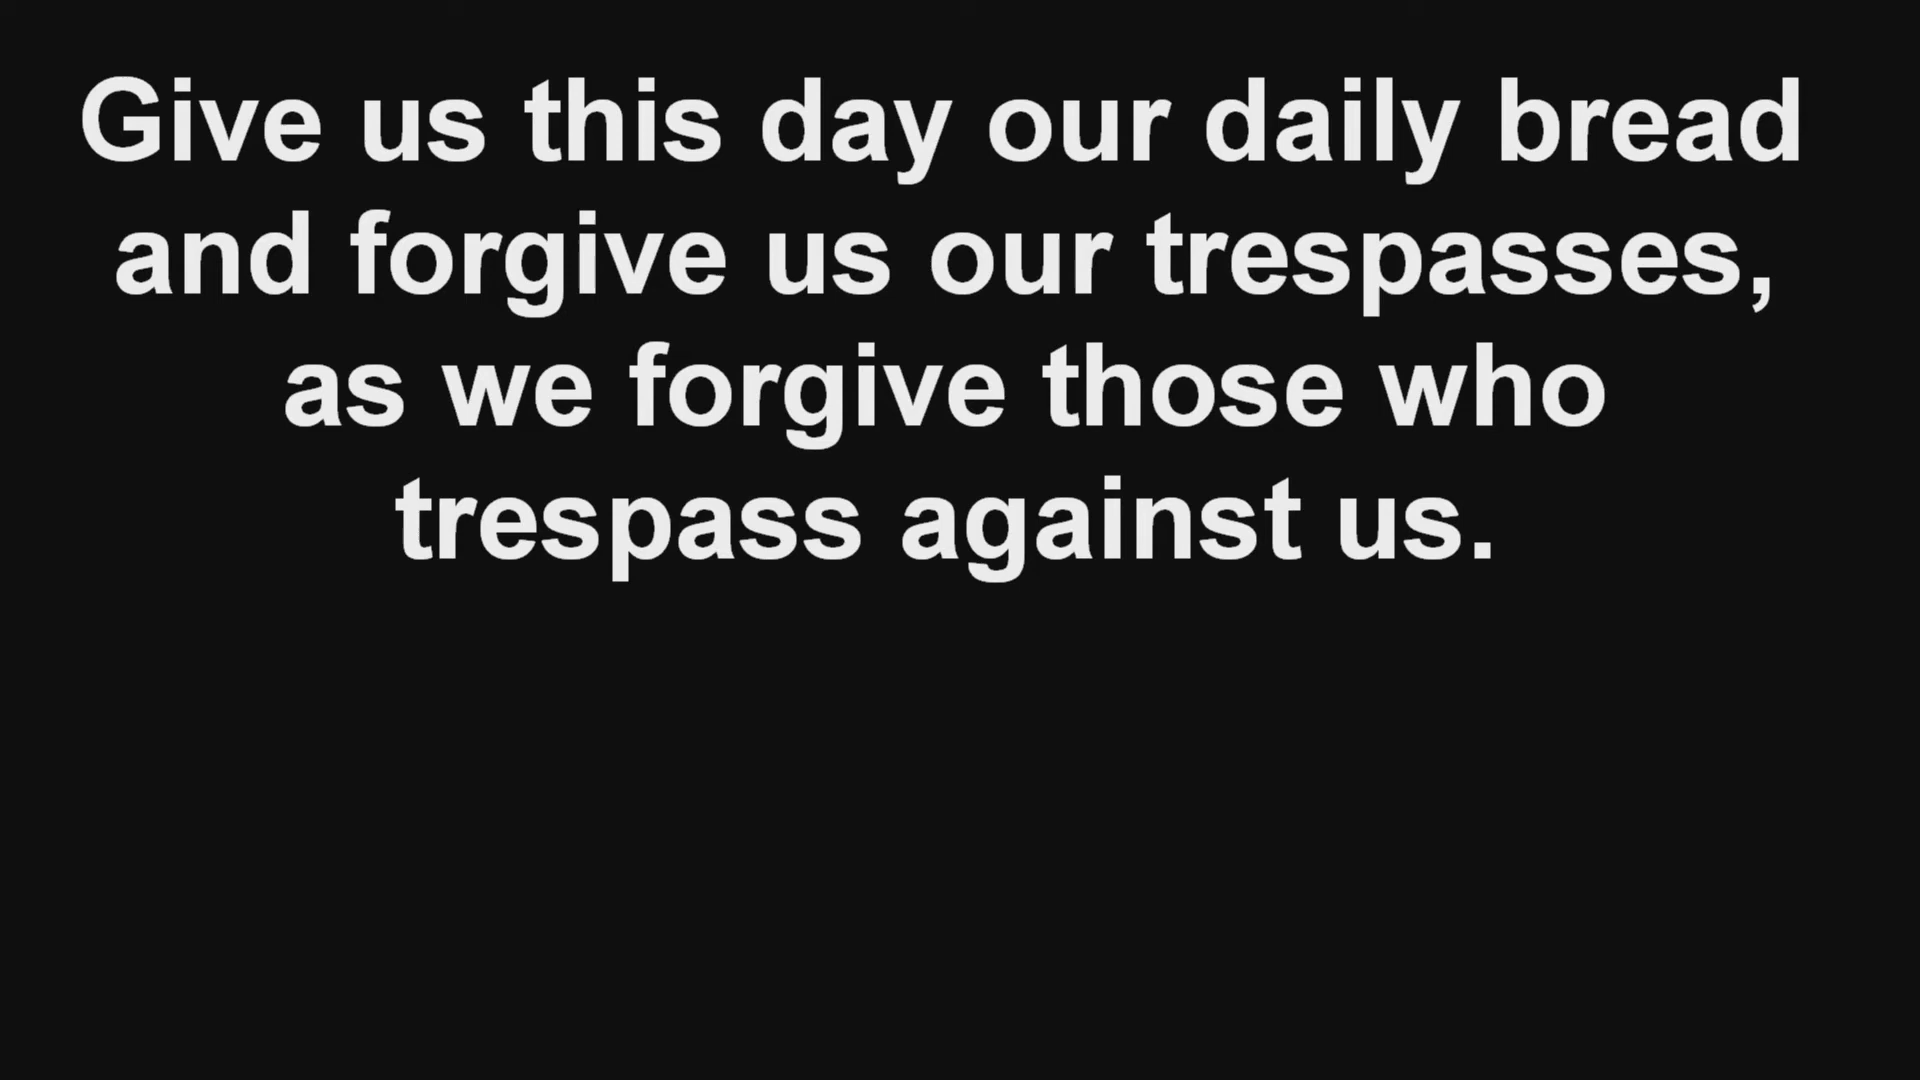 Give us this day our daily bread
and forgive us our trespasses,
as we forgive those who
trespass against us.